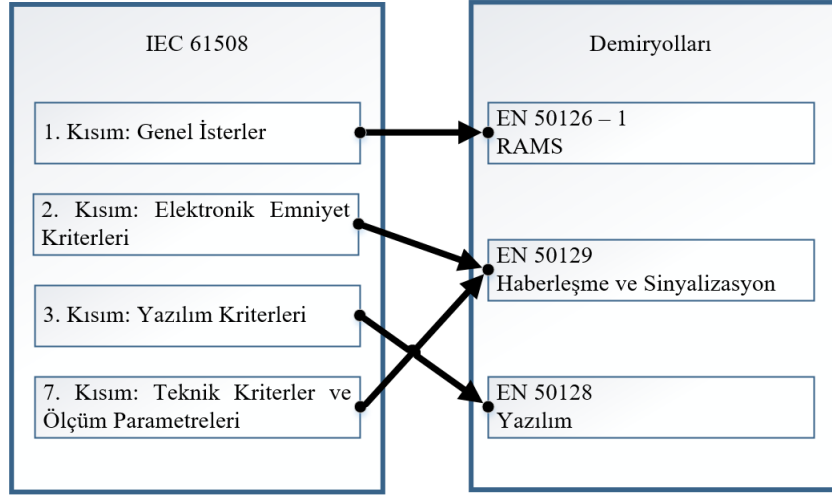 IEC 61508
1. Kısım: Genel İsterler
2. Kısım: Elektronik Emniyet
Kriterleri
3. Kısım: Yazılım Kriterleri
7. Kısım: Teknik Kriterler ve
Ölçüm Parametreleri
Demiryolları
EN 50126 – 1
RAMS
EN 50129
Haberleşme ve Sinyalizasyon
EN 50128
Yazılım